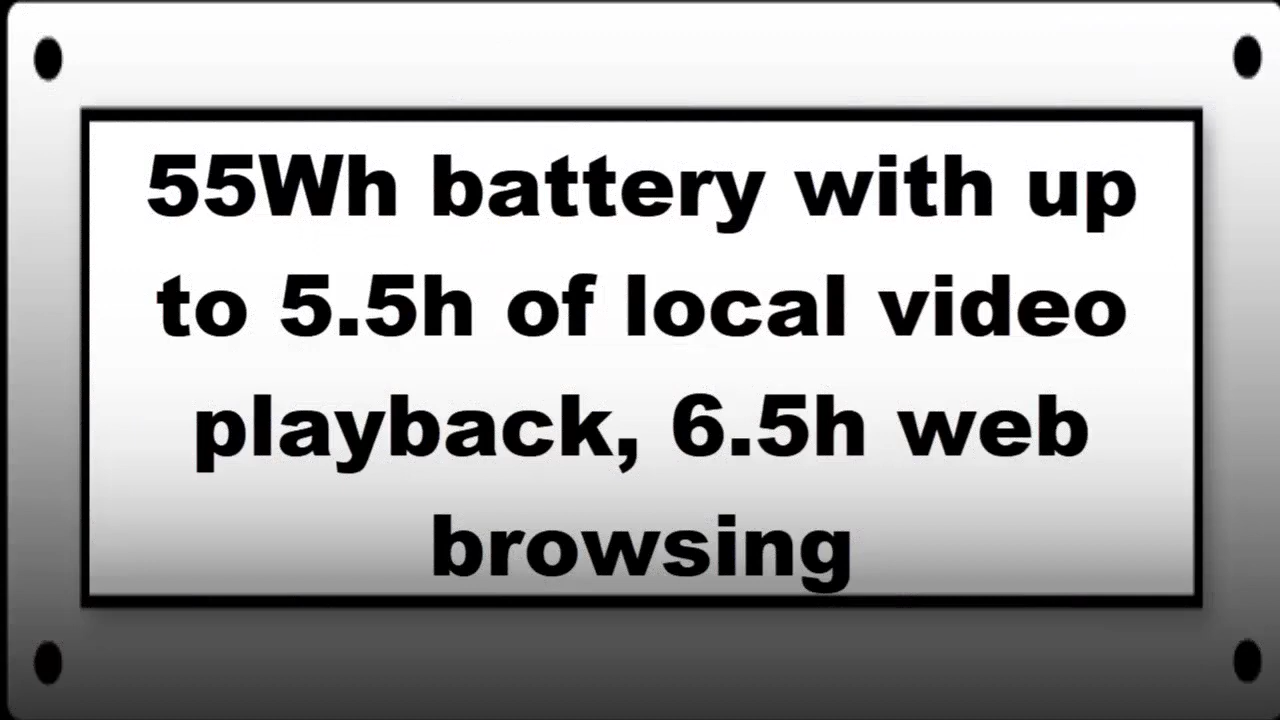 55Wh battery with up
to 5.5h of local video
playback, 6.5h web
browsing